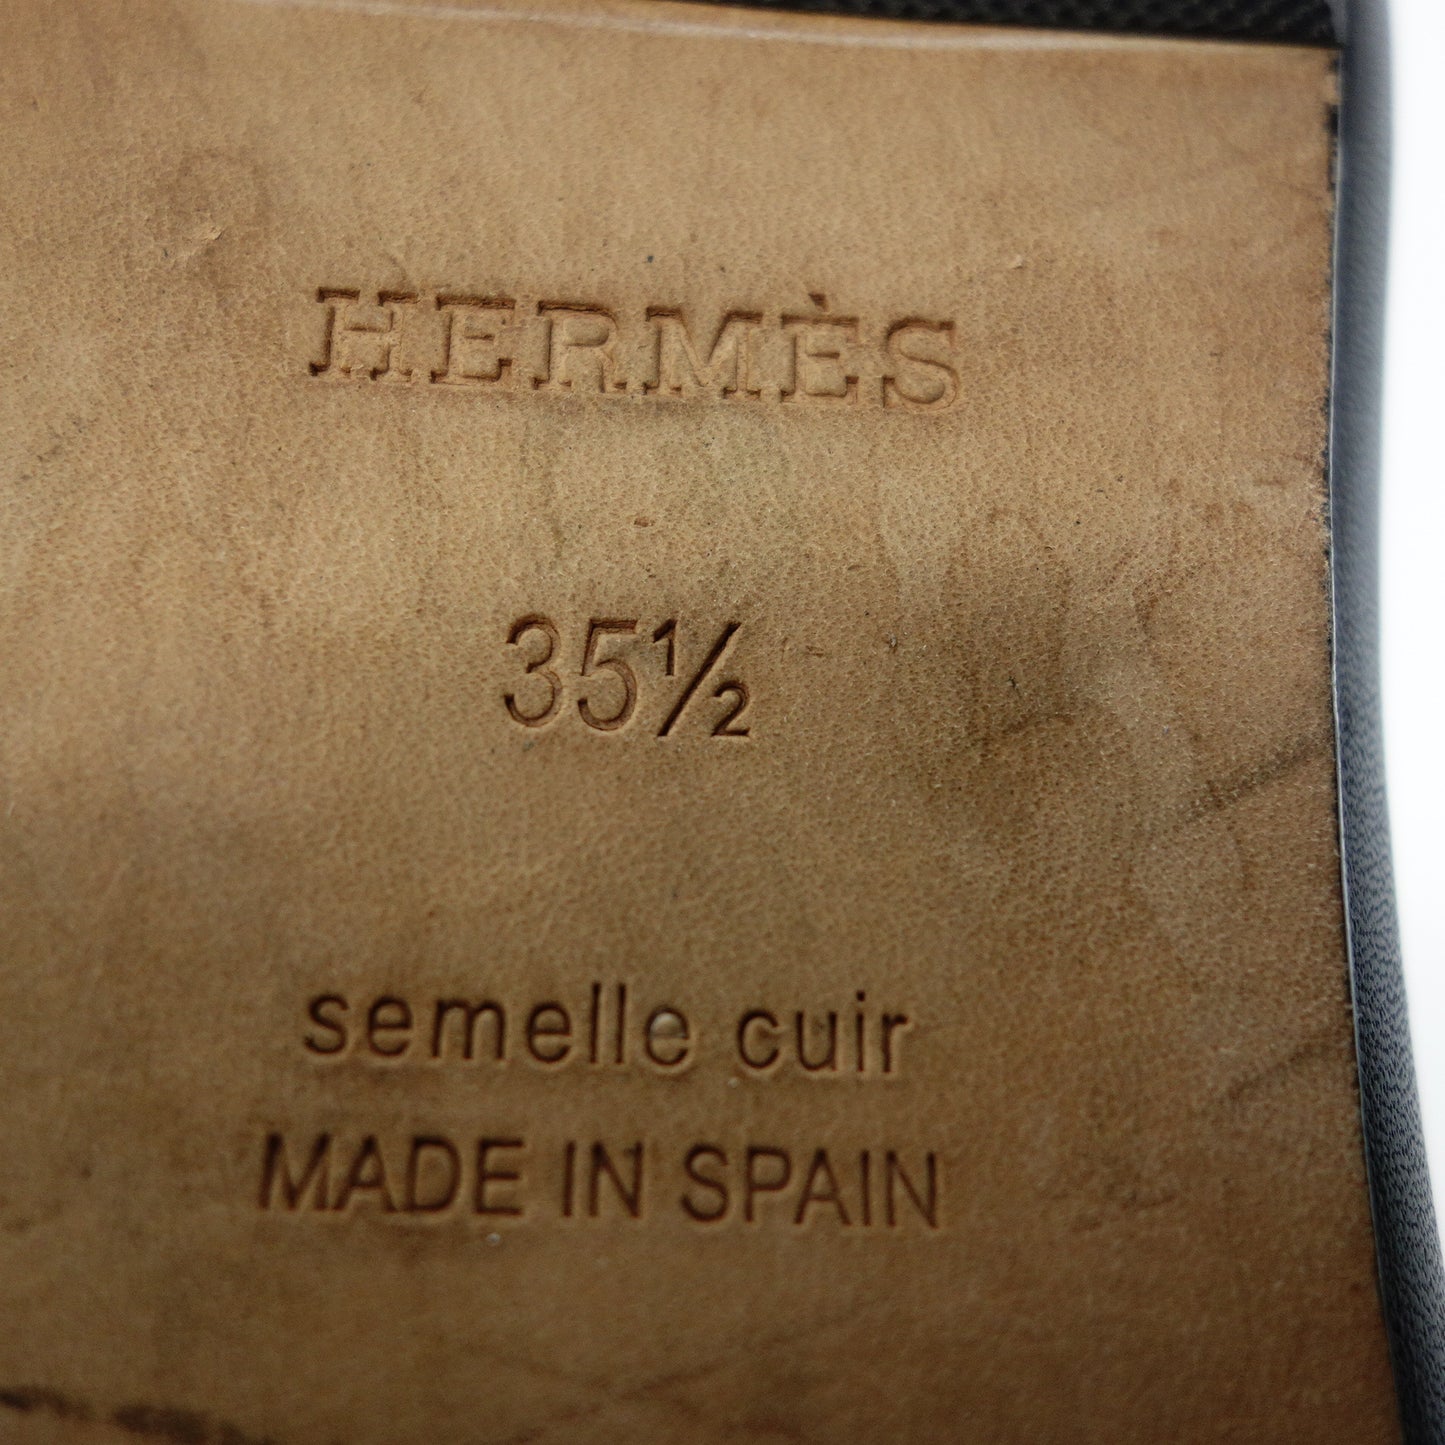 HERMÈS
35½
semelle cuir
MADE IN SPAIN